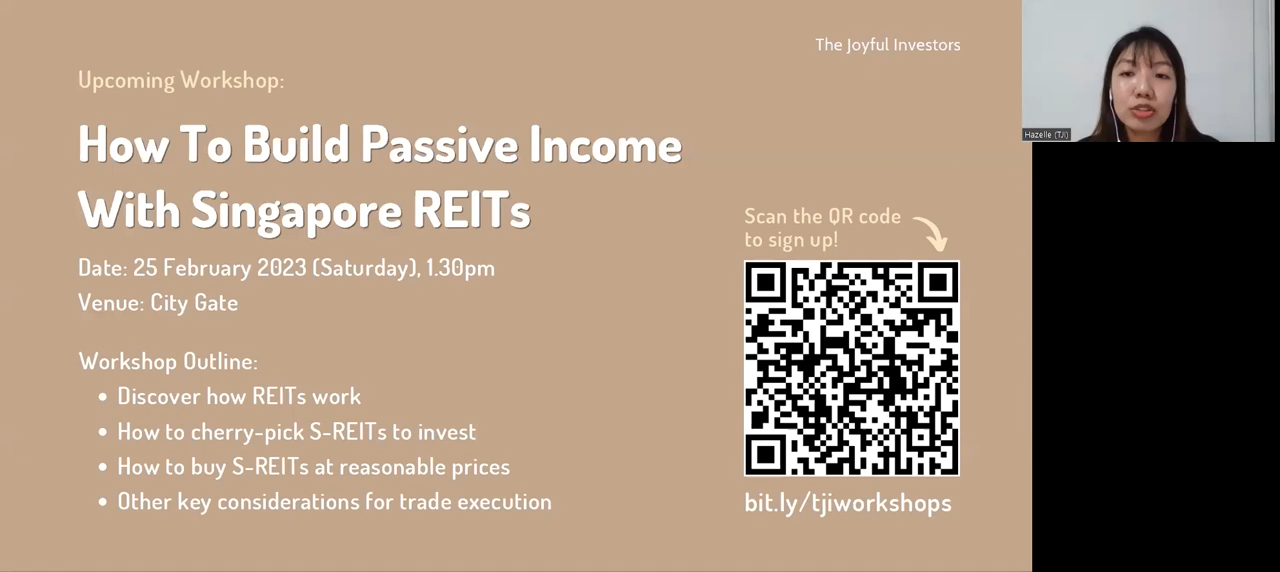 The Joyful Investors
Upcoming Workshop:
How To Build Passive Income
With Singapore REITs
Date: 25 February 2023 (Saturday), 1.30pm
Venue: City Gate
Workshop Outline:
• Discover how REITs work
• How to cherry-pick S-REITs to invest
• How to buy S-REITs at reasonable prices
• Other key considerations for trade execution
Scan the QR code
to sign up!
bit.ly/tjiworkshops
Hazelle (TJI)